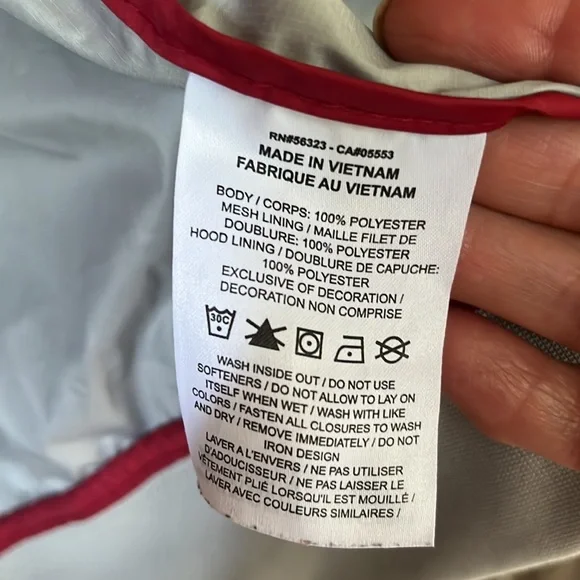 RN#56323 - CA#05553
MADE IN VIETNAM
FABRIQUE AU VIETNAM
BODY / CORPS: 100% POLYESTER
MESH LINING / MAILLE FILET DE
DOUBLURE: 100% POLYESTER
HOOD LINING / DOUBLURE DE CAPUCHE:
100% POLYESTER
EXCLUSIVE OF DECORATION /
DECORATION NON COMPRISE
30C
WASH INSIDE OUT / DO NOT USE
SOFTENERS / DO NOT ALLOW TO LAY ON
ITSELF WHEN WET / WASH WITH LIKE
COLORS / FASTEN ALL CLOSURES TO WASH
AND DRY / REMOVE IMMEDIATELY / DO NOT
IRON DESIGN
LAVER A L'ENVERS / NE PAS UTILISER
D'ADOUCISSEUR / NE PAS LAISSER LE
VÊTEMENT PLIÉ LORSQU'IL EST MOUILLÉ /
LAVER AVEC COULEURS SIMILAIRES /